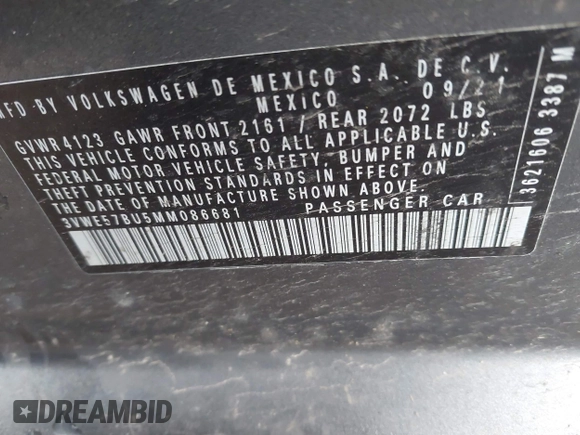 MFD BY VOLKSWAGEN DE MEXICO S.A. DE C.V.
MEXICO 09/21
GVWR 4123 GAWR FRONT 2161 / REAR 2072 LBS
THIS VEHICLE CONFORMS TO ALL APPLICABLE U.S.
FEDERAL MOTOR VEHICLE SAFETY, BUMPER AND
THEFT PREVENTION STANDARDS IN EFFECT ON
THE DATE OF MANUFACTURE SHOWN ABOVE.
3VWE57BU5MM086681 PASSENGER CAR
3621606 3387 M
DREAMBID